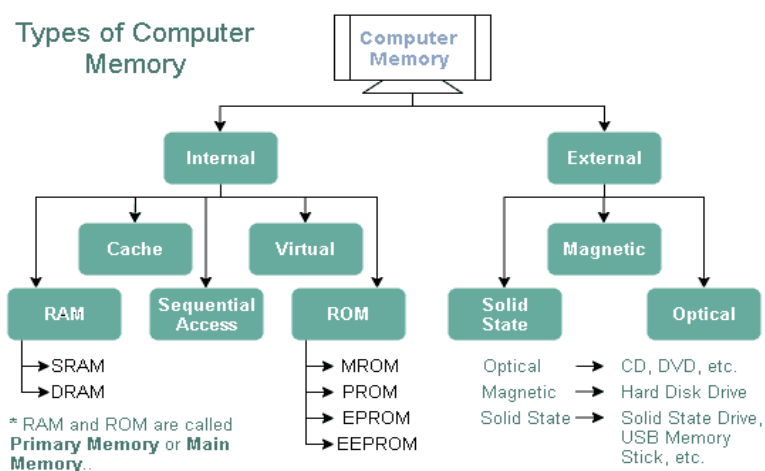 Types of Computer
Memory
Computer
Memory
Internal
External
Cache
Virtual
Magnetic
RAM
Sequential
Access
ROM
Solid
State
Optical
SRAM
DRAM
MROM
PROM
EPROM
EEPROM
* RAM and ROM are called
Primary Memory or Main
Memory..
Optical CD, DVD, etc.
Magnetic Hard Disk Drive
Solid State Solid State Drive,
USB Memory
Stick, etc.